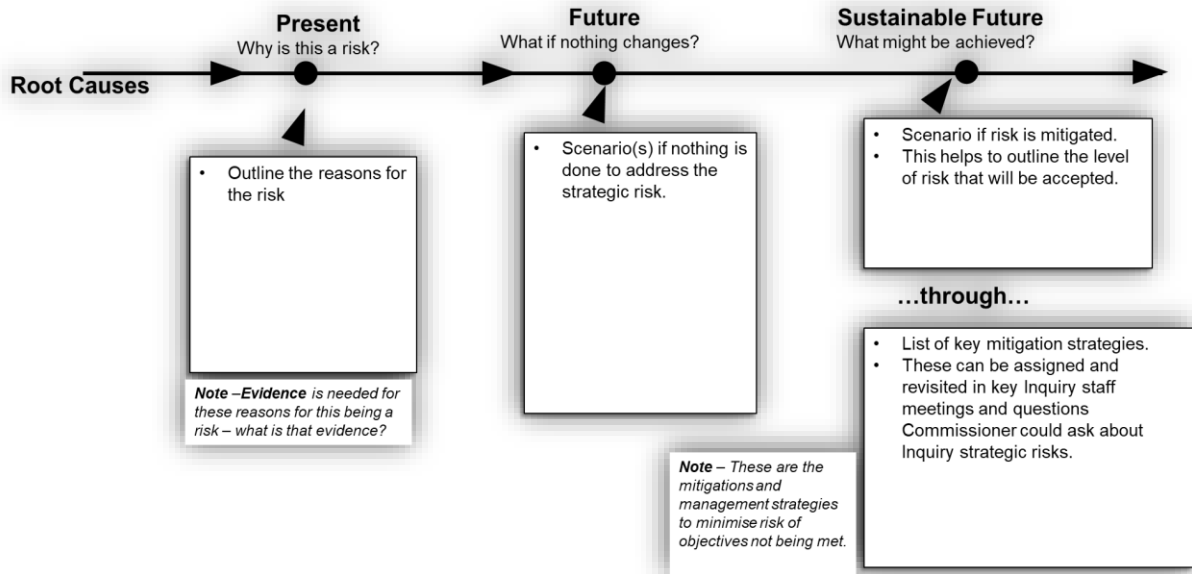 Present
Why is this a risk?
Future
What if nothing changes?
Sustainable Future
What might be achieved?
Root Causes
• Outline the reasons for
the risk
Note –Evidence is needed for
these reasons for this being a
risk – what is that evidence?
• Scenario(s) if nothing is
done to address the
strategic risk.
• Scenario if risk is mitigated.
• This helps to outline the level
of risk that will be accepted.
...through...
• List of key mitigation strategies.
• These can be assigned and
revisited in key Inquiry staff
meetings and questions
Commissioner could ask about
Inquiry strategic risks.
Note – These are the
mitigations and
management strategies
to minimise risk of
objectives not being met.